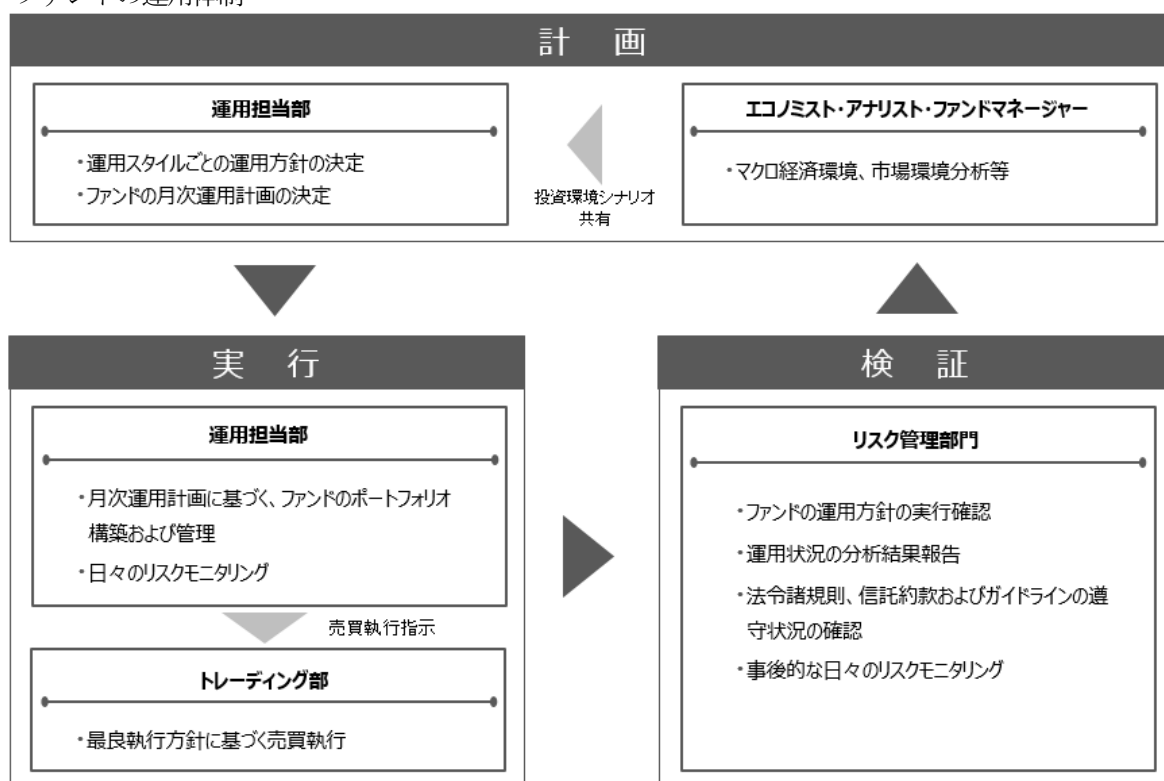 ファンドの運用体制
計　画
運用担当部
・運用スタイルごとの運用方針の決定
・ファンドの月次運用計画の決定
投資環境シナリオ
共有
エコノミスト・アナリスト・ファンドマネージャー
・マクロ経済環境、市場環境分析等
実　行
運用担当部
・月次運用計画に基づく、ファンドのポートフォリオ
構築および管理
・日々のリスクモニタリング
売買執行指示
トレーディング部
・最良執行方針に基づく売買執行
検　証
リスク管理部門
・ファンドの運用方針の実行確認
・運用状況の分析結果報告
・法令諸規則、信託約款およびガイドラインの遵
守状況の確認
・事後的な日々のリスクモニタリング